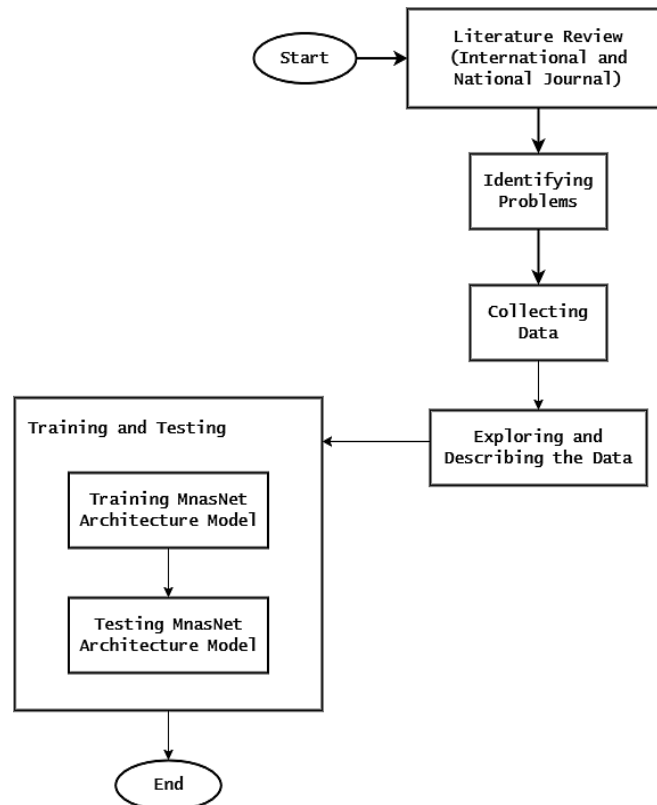 Start
Literature Review
(International and
National Journal)
Identifying
Problems
Collecting
Data
Exploring and
Describing the Data
Training and Testing
Training MnasNet
Architecture Model
Testing MnasNet
Architecture Model
End